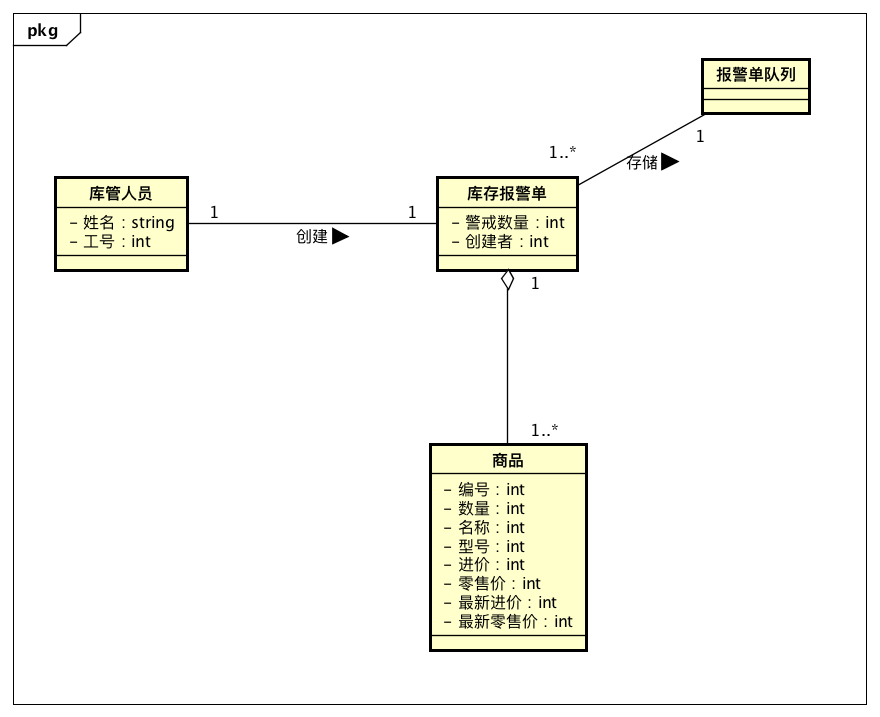 pkg
报警单队列
1
1..*
存储
库管人员
- 姓名 : string
- 工号 : int
1
创建
1
库存报警单
- 警戒数量 : int
- 创建者 : int
1
1..*
商品
- 编号 : int
- 数量 : int
- 名称 : int
- 型号 : int
- 进价 : int
- 零售价 : int
- 最新进价 : int
- 最新零售价 : int